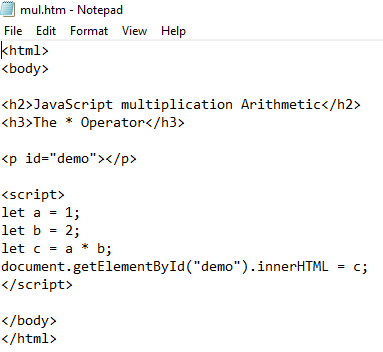 mul.htm - Notepad
File Edit Format View Help
<html>
<body>
<h2>JavaScript multiplication Arithmetic</h2>
<h3>The * Operator</h3>
<p id="demo"></p>
<script>
let a = 1;
let b = 2;
let c = a * b;
document.getElementById("demo").innerHTML = c;
</script>
</body>
</html>